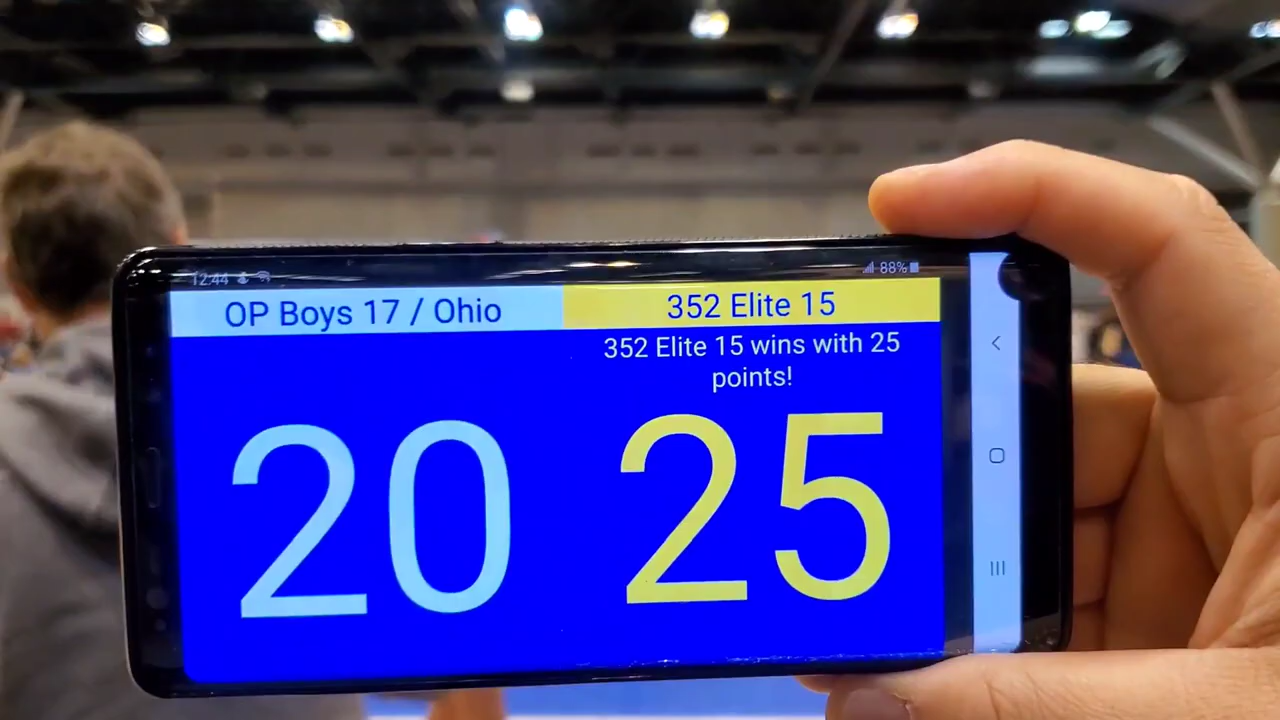 12:44
88%
OP Boys 17 / Ohio
352 Elite 15
352 Elite 15 wins with 25
points!
20
25